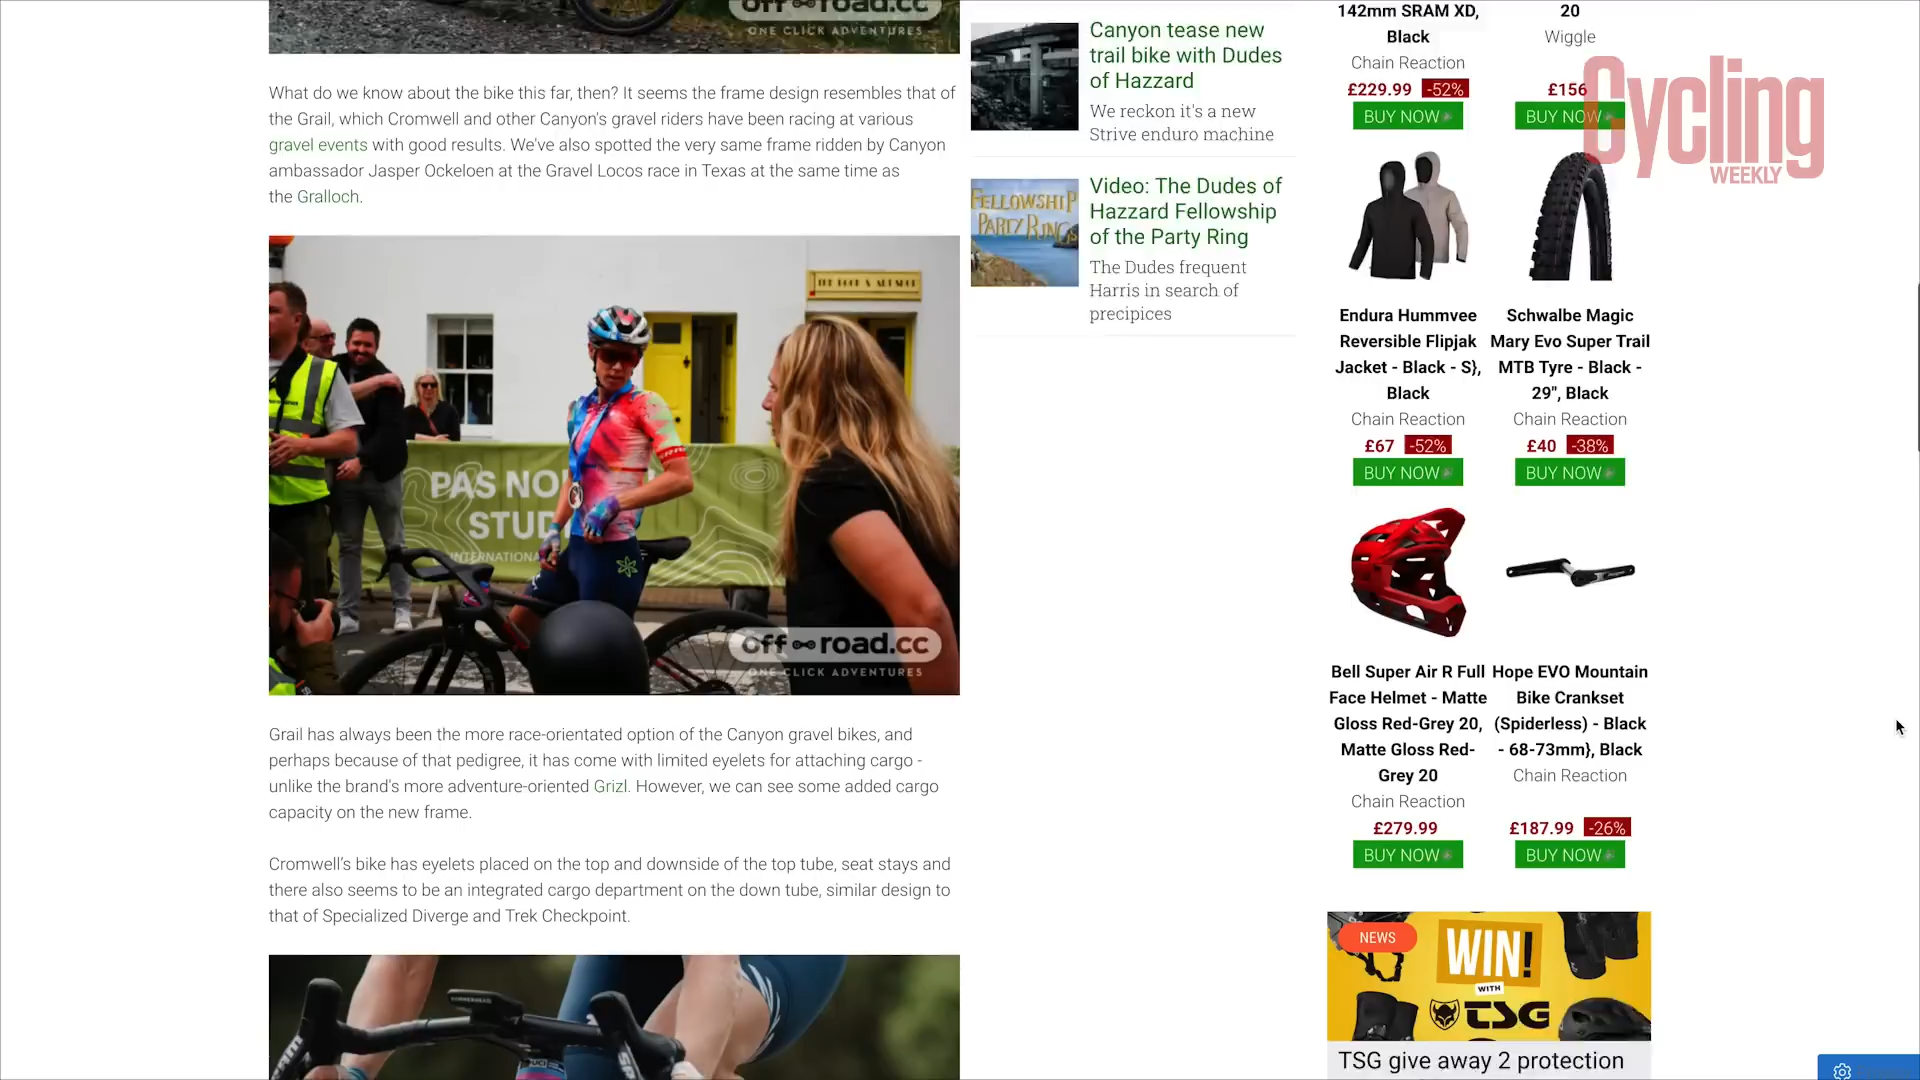 off-road.cc
ONE CLICK ADVENTURES
What do we know about the bike this far, then? It seems the frame design resembles that of
the Grail, which Cromwell and other Canyon's gravel riders have been racing at various
gravel events with good results. We've also spotted the very same frame ridden by Canyon
ambassador Jasper Ockeloen at the Gravel Locos race in Texas at the same time as
the Gralloch.
PAS NO
STUD
INTERNATIONA
off-road.cc
ONE CLICK ADVENTURES
Grail has always been the more race-orientated option of the Canyon gravel bikes, and
perhaps because of that pedigree, it has come with limited eyelets for attaching cargo -
unlike the brand's more adventure-oriented Grizl. However, we can see some added cargo
capacity on the new frame.
Cromwell's bike has eyelets placed on the top and downside of the top tube, seat stays and
there also seems to be an integrated cargo department on the down tube, similar design to
that of Specialized Diverge and Trek Checkpoint.
Canyon tease new
trail bike with Dudes
of Hazzard
We reckon it's a new
Strive enduro machine
FELLOWSHIP
PARTY RINGS
Video: The Dudes of
Hazzard Fellowship
of the Party Ring
The Dudes frequent
Harris in search of
precipices
142mm SRAM XD,
Black
Chain Reaction
£229.99 -52%
BUY NOW
20
Wiggle
£156
BUY NOW
Cycling
WEEKLY
Endura Hummvee
Reversible Flipjak
Jacket - Black - S},
Black
Chain Reaction
£67 -52%
BUY NOW
Schwalbe Magic
Mary Evo Super Trail
MTB Tyre - Black -
29", Black
Chain Reaction
£40 -38%
BUY NOW
Bell Super Air R Full
Face Helmet - Matte
Gloss Red-Grey 20,
Matte Gloss Red-
Grey 20
Chain Reaction
£279.99
BUY NOW
Hope EVO Mountain
Bike Crankset
(Spiderless) - Black
- 68-73mm}, Black
Chain Reaction
£187.99 -26%
BUY NOW
NEWS
WIN!
WITH
TSG
TSG give away 2 protection